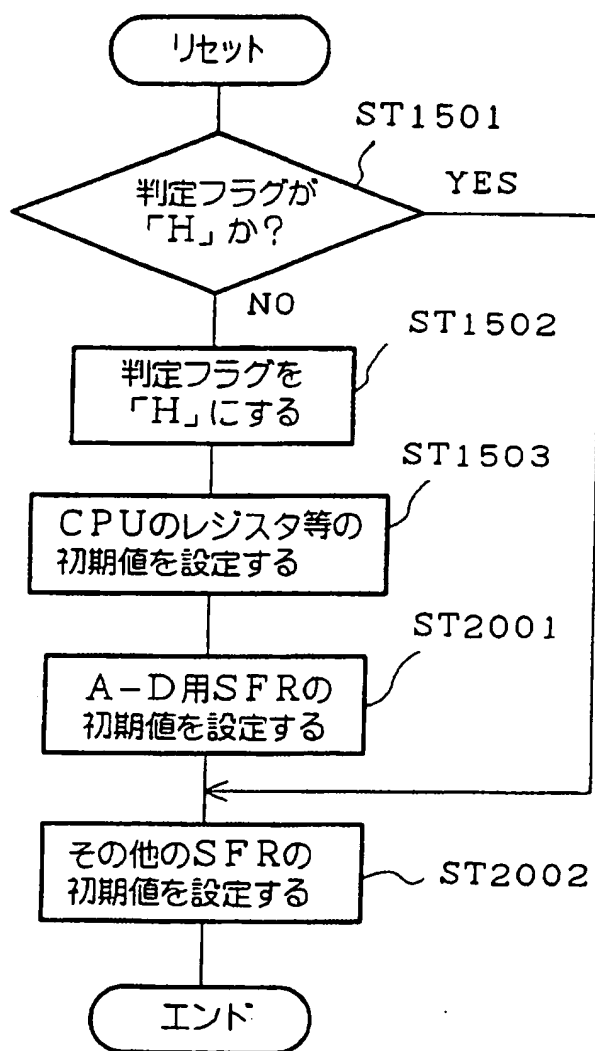 リセット
ST1501
判定フラグが
「H」か?
YES
NO
ST1502
判定フラグを
「H」にする
ST1503
CPUのレジスタ等の
初期値を設定する
ST2001
A-D用SFRの
初期値を設定する
その他のSFRの
初期値を設定する
ST2002
エンド